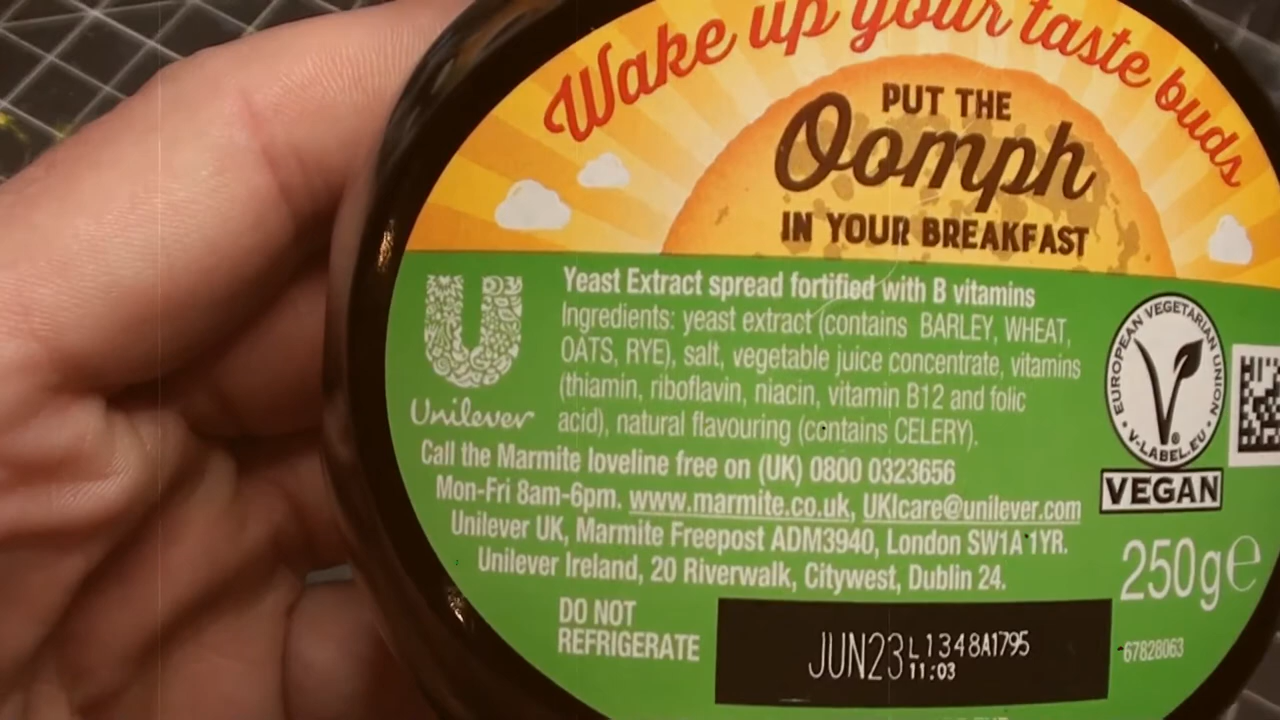 Wake up your taste buds
PUT THE
Oomph
IN YOUR BREAKFAST
Yeast Extract spread fortified with B vitamins
Ingredients: yeast extract (contains BARLEY, WHEAT,
OATS, RYE), salt, vegetable juice concentrate, vitamins
(thiamin, riboflavin, niacin, vitamin B12 and folic
acid), natural flavouring (contains CELERY).
Unilever
Call the Marmite loveline free on (UK) 0800 0323656
Mon-Fri 8am-6pm. www.marmite.co.uk, UKIcare@unilever.com
Unilever UK, Marmite Freepost ADM3940, London SW1A 1YR.
Unilever Ireland, 20 Riverwalk, Citywest, Dublin 24.
EUROPEAN VEGETARIAN UNION
V-LABEL.EU
VEGAN
250g e
DO NOT
REFRIGERATE
JUN23 L1348A1795
11:03
67828063